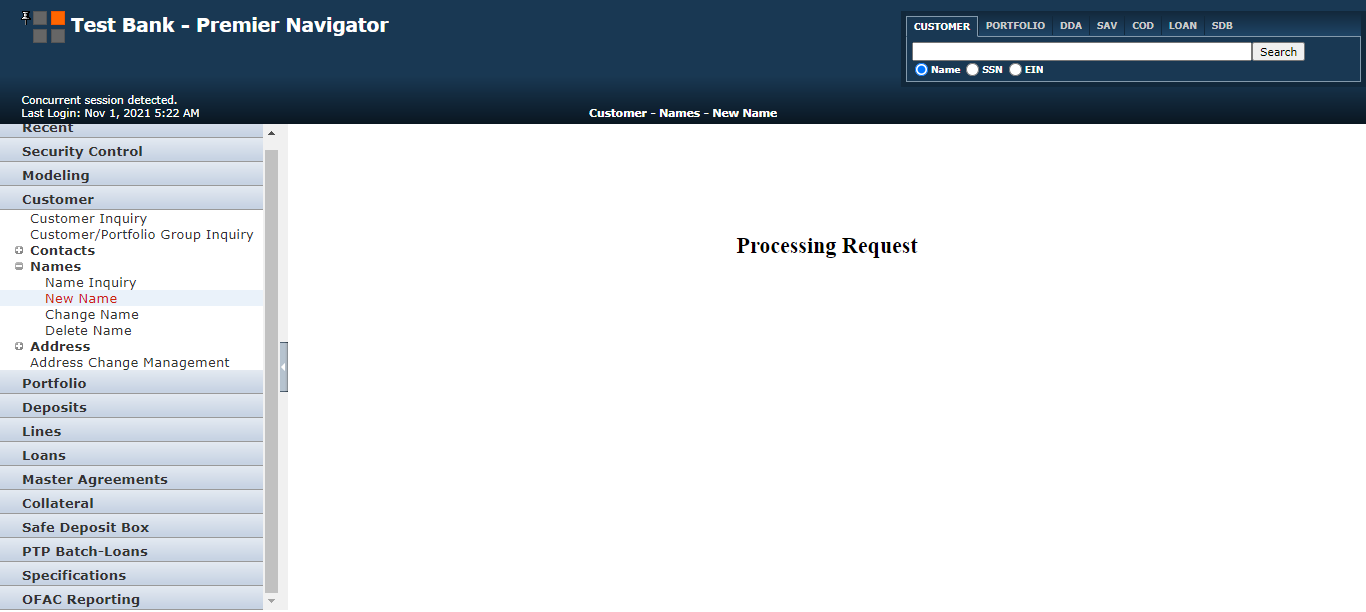 Test Bank - Premier Navigator
CUSTOMER PORTFOLIO DDA SAV COD LOAN SDB
Search
Name SSN EIN
Concurrent session detected.
Last Login: Nov 1, 2021 5:22 AM
Customer - Names - New Name
Recent
Security Control
Modeling
Customer
Customer Inquiry
Customer/Portfolio Group Inquiry
Contacts
Names
Name Inquiry
New Name
Change Name
Delete Name
Address
Address Change Management
Portfolio
Deposits
Lines
Loans
Master Agreements
Collateral
Safe Deposit Box
PTP Batch-Loans
Specifications
OFAC Reporting
Processing Request